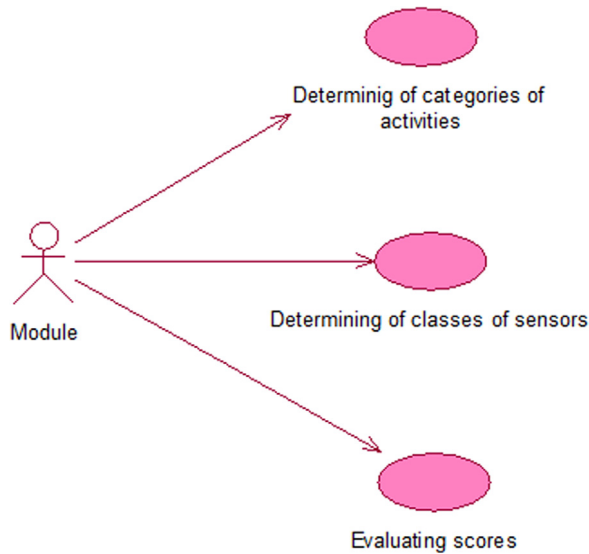 Determinig of categories of
activities
Module
Determining of classes of sensors
Evaluating scores